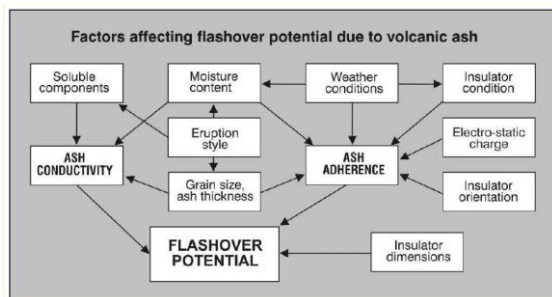 Factors affecting flashover potential due to volcanic ash
Soluble
components
Moisture
content
Weather
conditions
Insulator
condition
Eruption
style
Electro-static
charge
ASH
CONDUCTIVITY
ASH
ADHERENCE
Grain size,
ash thickness
Insulator
orientation
FLASHOVER
POTENTIAL
Insulator
dimensions